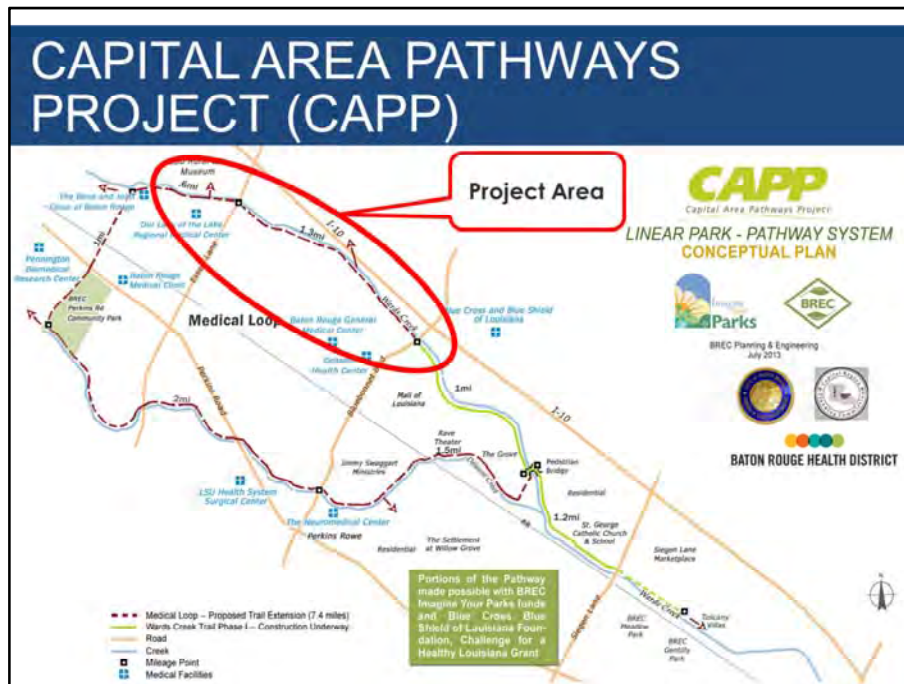 CAPITAL AREA PATHWAYS
PROJECT (CAPP)
Museum
.6mi
Project Area
CAPP
Capital Area Pathways Project
LINEAR PARK - PATHWAY SYSTEM
CONCEPTUAL PLAN
Imagine
Parks
BREC
BREC Planning & Engineering
July 2013
BATON ROUGE HEALTH DISTRICT
The Bone and Joint
Clinic of Baton Rouge
Our Lady of the Lake
Regional Medical Center
1mi
1.3mi
I-10
Pennington
Biomedical
Research Center
Baton Rouge
Medical Clinic
BREC
Perkins Rd
Community Park
Medical Loop
Baton Rouge General
Medical Center
Health Center
Wards Creek
Blue Cross and Blue Shield
of Louisiana
Bluebonnet Blvd
Mall of
Louisiana
1mi
I-10
Perkins Road
2mi
Rave
Theater
1.5mi
The Grove
Jimmy Swaggart
Ministries
Pedestrian
Bridge
Residential
LSU Health System
Surgical Center
The Neuromedical Center
Perkins Rowe
Residential
The Settlement
at Willow Grove
RR
1.2mi
St. George
Catholic Church
& School
Siegen Lane
Marketplace
Siegen Lane
Wards Creek
Tuscany
Villas
BREC
Meadow
Park
BREC
Gentilly
Park
Portions of the Pathway
made possible with BREC
Imagine Your Parks funds
and Blue Cross Blue
Shield of Louisiana Foun-
dation, Challenge for a
Healthy Louisiana Grant
Medical Loop – Proposed Trail Extension (7.4 miles)
Wards Creek Trail Phase I – Construction Underway
Road
Creek
Mileage Point
Medical Facilities